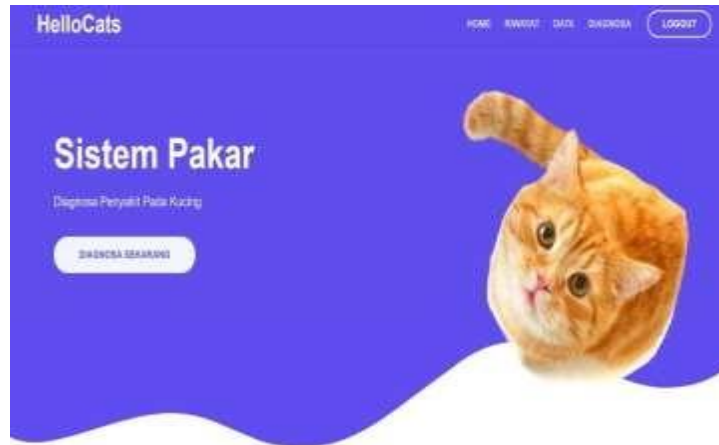 HelloCats
HOME RIWAYAT DATA DIAGNOSA LOGOUT
Sistem Pakar
Diagnosa Penyakit Pada Kucing
DIAGNOSA SEKARANG